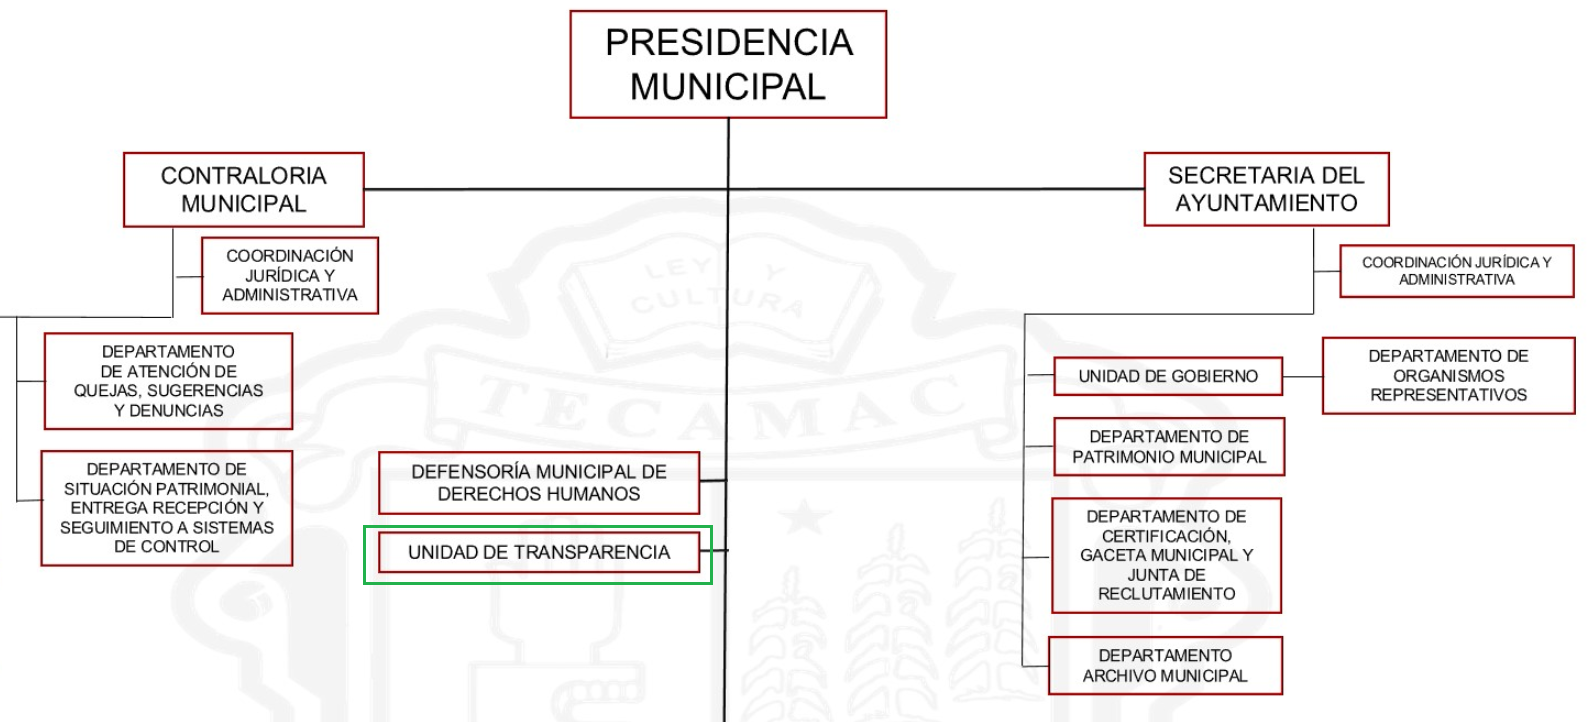 PRESIDENCIA
MUNICIPAL
CONTRALORIA
MUNICIPAL
SECRETARIA DEL
AYUNTAMIENTO
COORDINACIÓN
JURÍDICA Y
ADMINISTRATIVA
COORDINACIÓN JURÍDICA Y
ADMINISTRATIVA
LEY Y
CULTURA
TECAMAC
DEPARTAMENTO
DE ATENCIÓN DE
QUEJAS, SUGERENCIAS
Y DENUNCIAS
UNIDAD DE GOBIERNO
DEPARTAMENTO DE
ORGANISMOS
REPRESENTATIVOS
DEPARTAMENTO DE
PATRIMONIO MUNICIPAL
DEPARTAMENTO DE
SITUACIÓN PATRIMONIAL,
ENTREGA RECEPCIÓN Y
SEGUIMIENTO A SISTEMAS
DE CONTROL
DEFENSORÍA MUNICIPAL DE
DERECHOS HUMANOS
UNIDAD DE TRANSPARENCIA
DEPARTAMENTO DE
CERTIFICACIÓN,
GACETA MUNICIPAL Y
JUNTA DE
RECLUTAMIENTO
DEPARTAMENTO
ARCHIVO MUNICIPAL